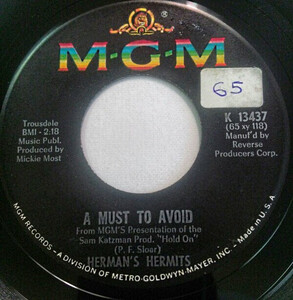 M-G-M
65
Trousdele
BMI - 2:18
Music Publ.
Produced by
Mickie Most
K 13437
(65 xy 118)
Manuf'd by
Reverse
Producers Corp.
A MUST TO AVOID
From MGM'S Presentation of the
Sam Katzman Prod. "Hold On"
(P. F. Sloar)
HERMAN'S HERMITS
MGM RECORDS - A DIVISION OF METRO-GOLDWYN-MAYER, INC. - Made in U.S.A